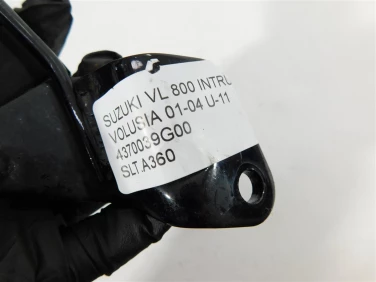 SUZUKI VL 800 INTRU
VOLUSIA 01-04 U-11
4370039G00
SLT.A360